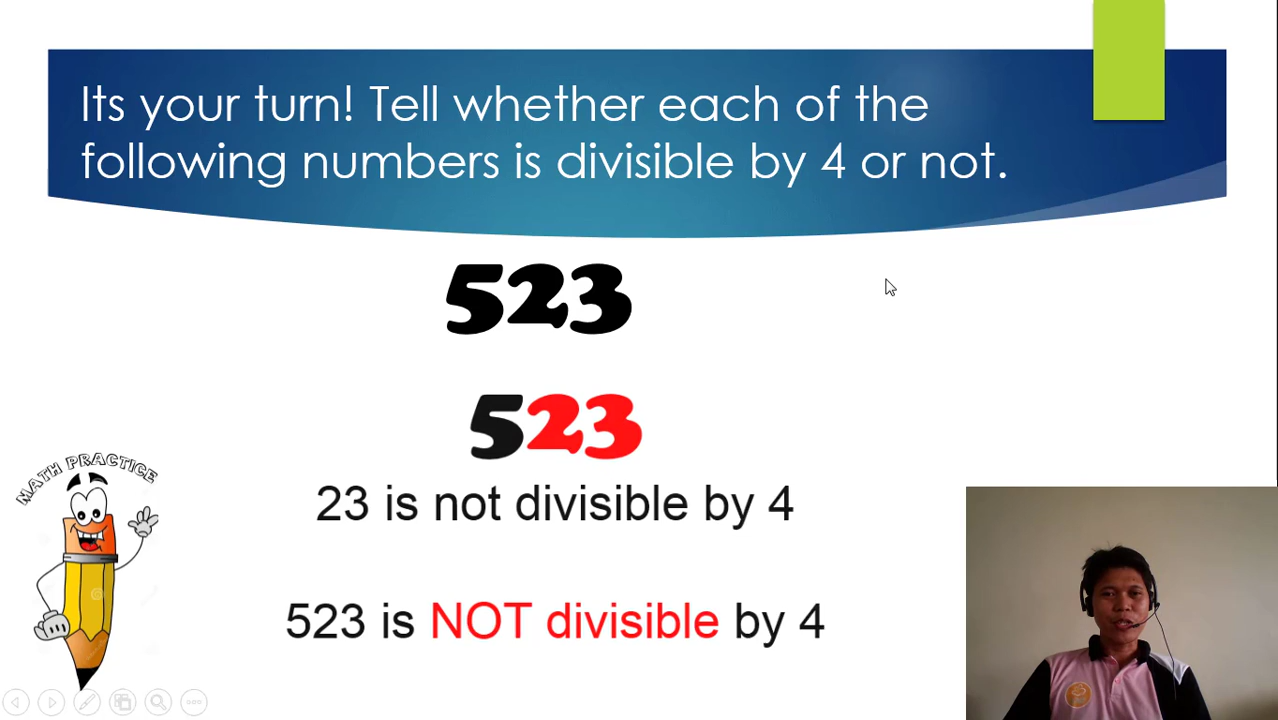 Its your turn! Tell whether each of the
following numbers is divisible by 4 or not.
523
523
MATH PRACTICE
23 is not divisible by 4
523 is NOT divisible by 4